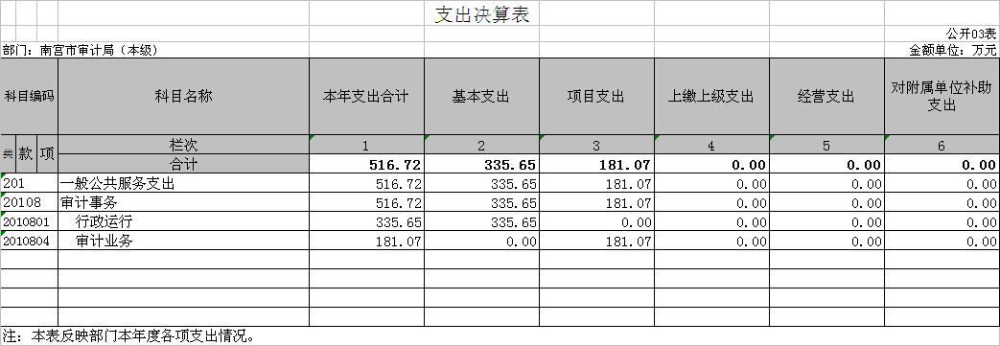 支出决算表
公开03表
部门：南宫市审计局（本级） 金额单位：万元
科目编码 科目名称 本年支出合计 基本支出 项目支出 上缴上级支出 经营支出 对附属单位补助
支出
类 款 项 栏次 1 2 3 4 5 6
合计 516.72 335.65 181.07 0.00 0.00 0.00
201 一般公共服务支出 516.72 335.65 181.07 0.00 0.00 0.00
20108 审计事务 516.72 335.65 181.07 0.00 0.00 0.00
2010801 行政运行 335.65 335.65 0.00 0.00 0.00 0.00
2010804 审计业务 181.07 0.00 181.07 0.00 0.00 0.00
注：本表反映部门本年度各项支出情况。